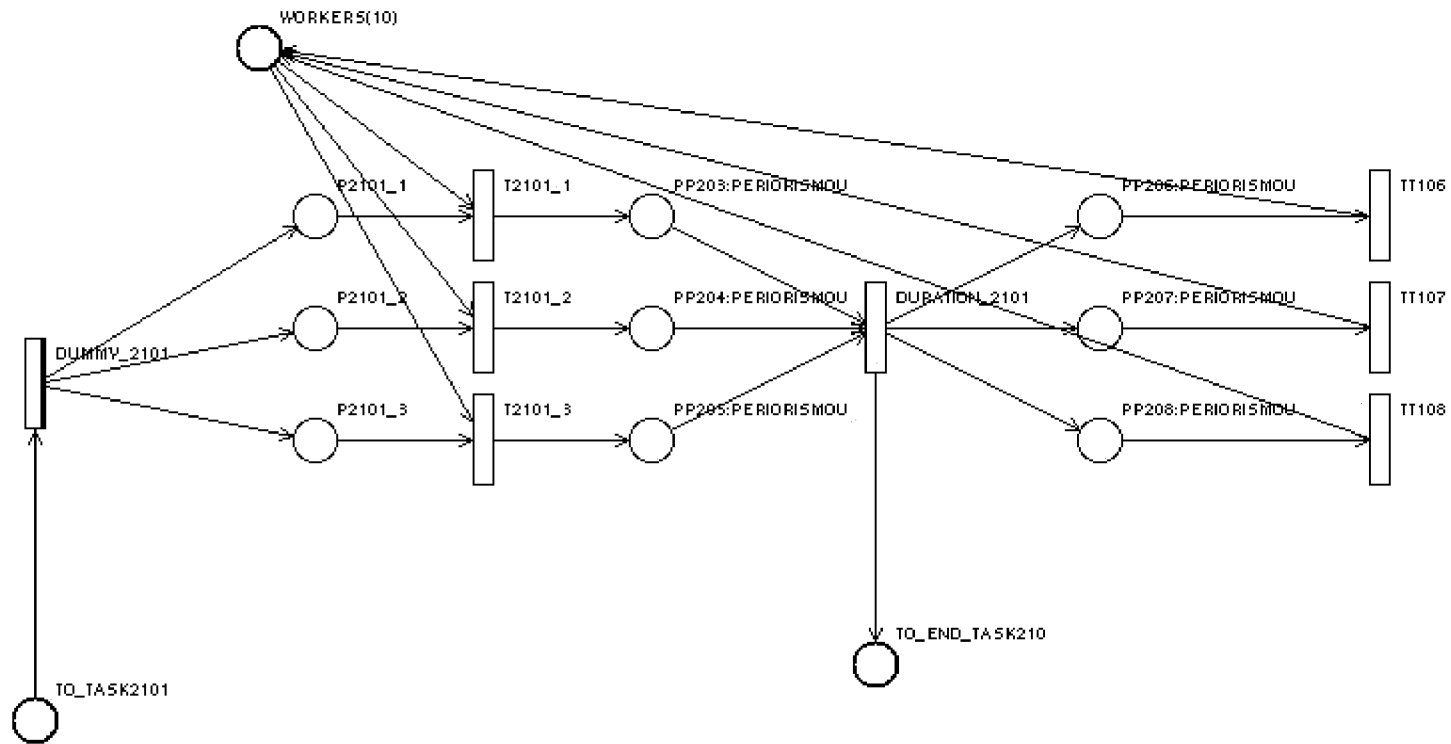 WORKERS(10)
P2101_1
T2101_1
PP203:PERIORISMOU
PP206:PERIORISMOU
TT106
P2101_2
T2101_2
PP204:PERIORISMOU
DURATION_2101
PP207:PERIORISMOU
TT107
DUMMY_2101
P2101_3
T2101_3
PP205:PERIORISMOU
PP208:PERIORISMOU
TT108
TO_END_TASK210
TO_TASK2101